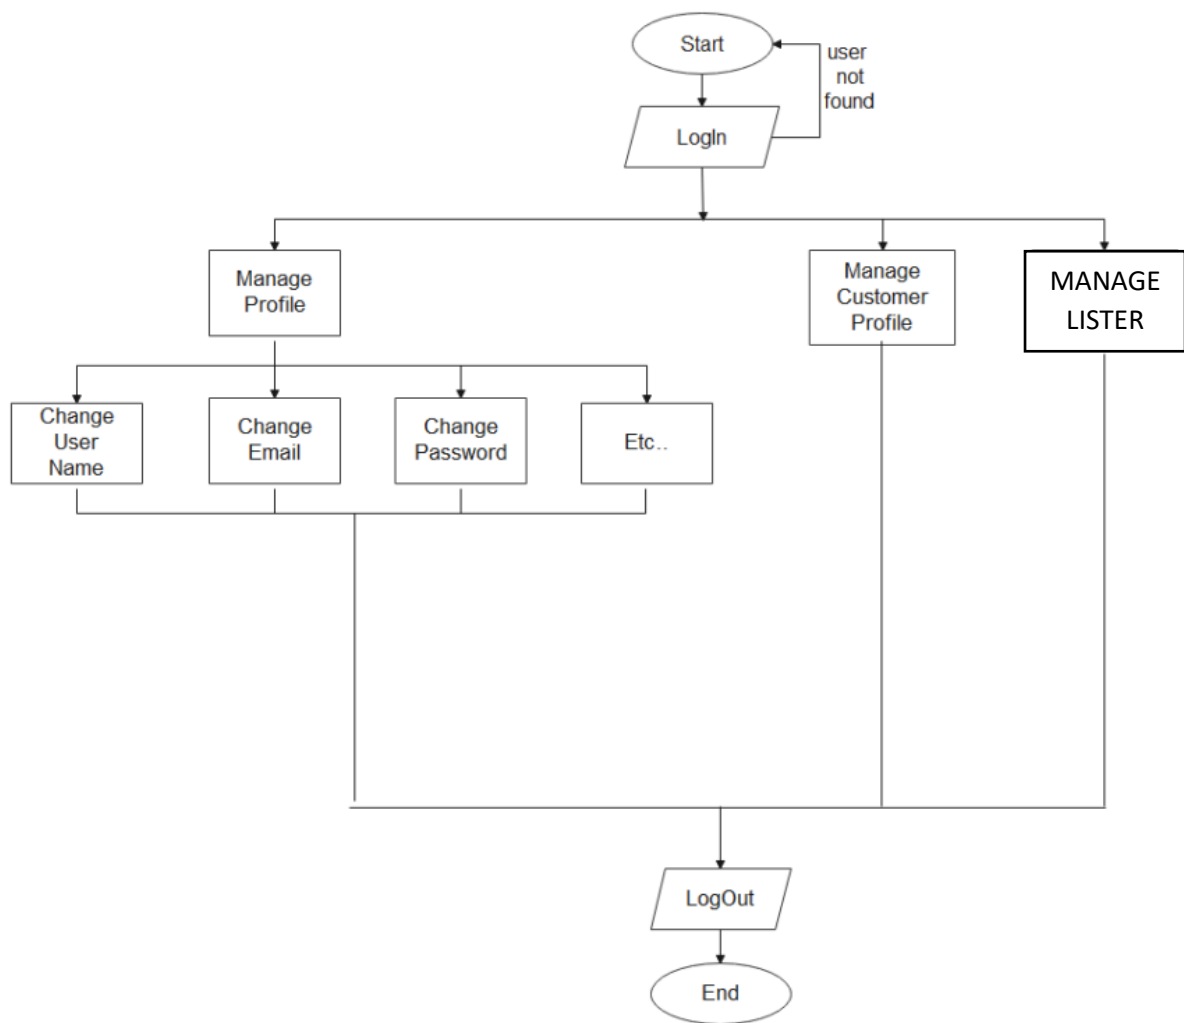 Start
user
not
found
LogIn
Manage
Profile
Manage
Customer
Profile
MANAGE
LISTER
Change
User
Name
Change
Email
Change
Password
Etc..
LogOut
End